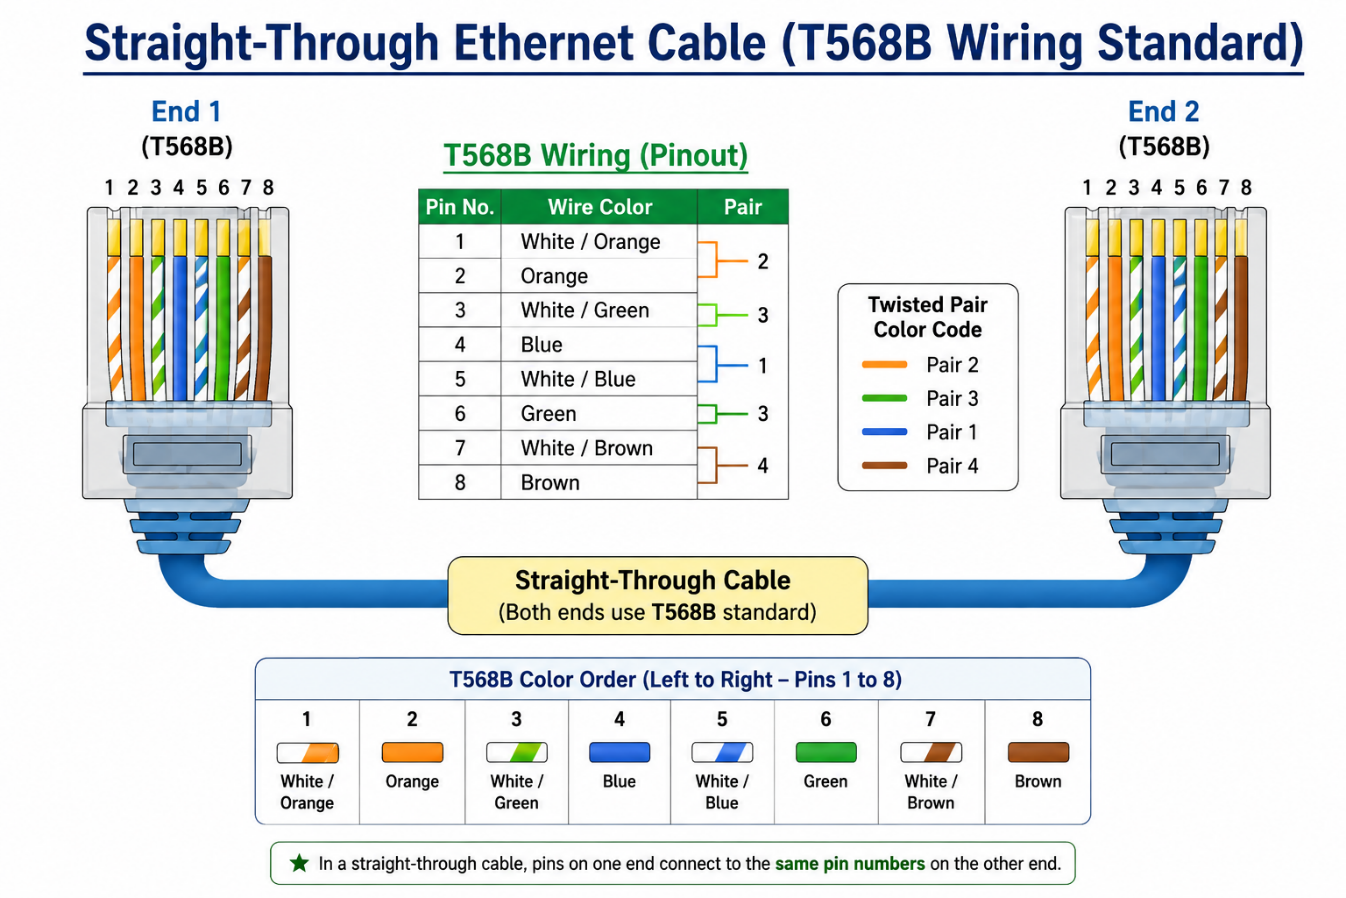 Straight-Through Ethernet Cable (T568B Wiring Standard)
End 1
(T568B)
1 2 3 4 5 6 7 8
End 2
(T568B)
1 2 3 4 5 6 7 8
T568B Wiring (Pinout)
Pin No. Wire Color Pair
1 White / Orange
2 Orange
2
3 White / Green
3
4 Blue
5 White / Blue
1
6 Green
3
7 White / Brown
8 Brown
4
Twisted Pair
Color Code
Pair 2
Pair 3
Pair 1
Pair 4
Straight-Through Cable
(Both ends use T568B standard)
T568B Color Order (Left to Right – Pins 1 to 8)
1 2 3 4 5 6 7 8
White / Orange White / Blue White / Green White / Brown
Orange Green Blue Brown
★ In a straight-through cable, pins on one end connect to the same pin numbers on the other end.